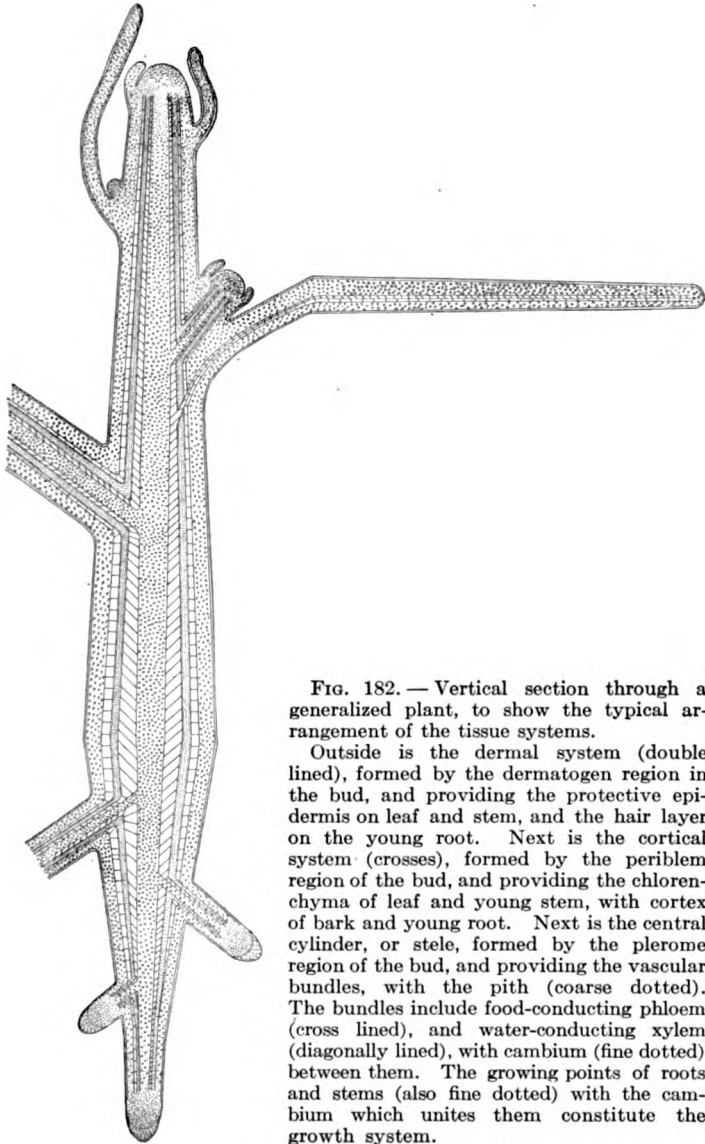 FIG. 182. — Vertical section through a
generalized plant, to show the typical ar-
rangement of the tissue systems.
Outside is the dermal system (double
lined), formed by the dermatogen region in
the bud, and providing the protective epi-
dermis on leaf and stem, and the hair layer
on the young root. Next is the cortical
system (crosses), formed by the periblem
region of the bud, and providing the chloren-
chyma of leaf and young stem, with cortex
of bark and young root. Next is the central
cylinder, or stele, formed by the plerome
region of the bud, and providing the vascular
bundles, with the pith (coarse dotted).
The bundles include food-conducting phloem
(cross lined), and water-conducting xylem
(diagonally lined), with cambium (fine dotted)
between them. The growing points of roots
and stems (also fine dotted) with the cam-
bium which unites them constitute the
growth system.